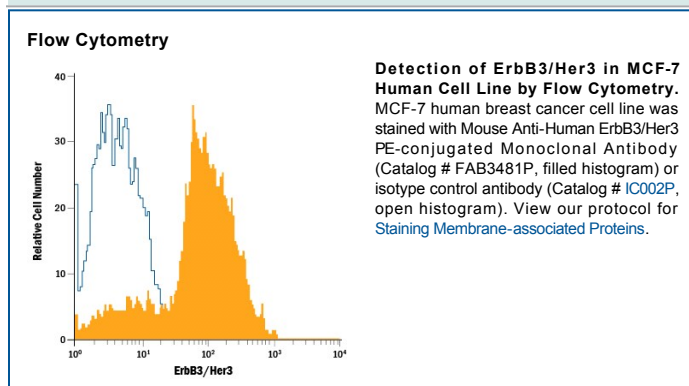 Flow Cytometry
40
30
20
10
0
Relative Cell Number
10⁰ 10¹ 10² 10³ 10⁴
ErbB3/Her3
Detection of ErbB3/Her3 in MCF-7
Human Cell Line by Flow Cytometry.
MCF-7 human breast cancer cell line was
stained with Mouse Anti-Human ErbB3/Her3
PE-conjugated Monoclonal Antibody
(Catalog # FAB3481P, filled histogram) or
isotype control antibody (Catalog # IC002P,
open histogram). View our protocol for
Staining Membrane-associated Proteins.